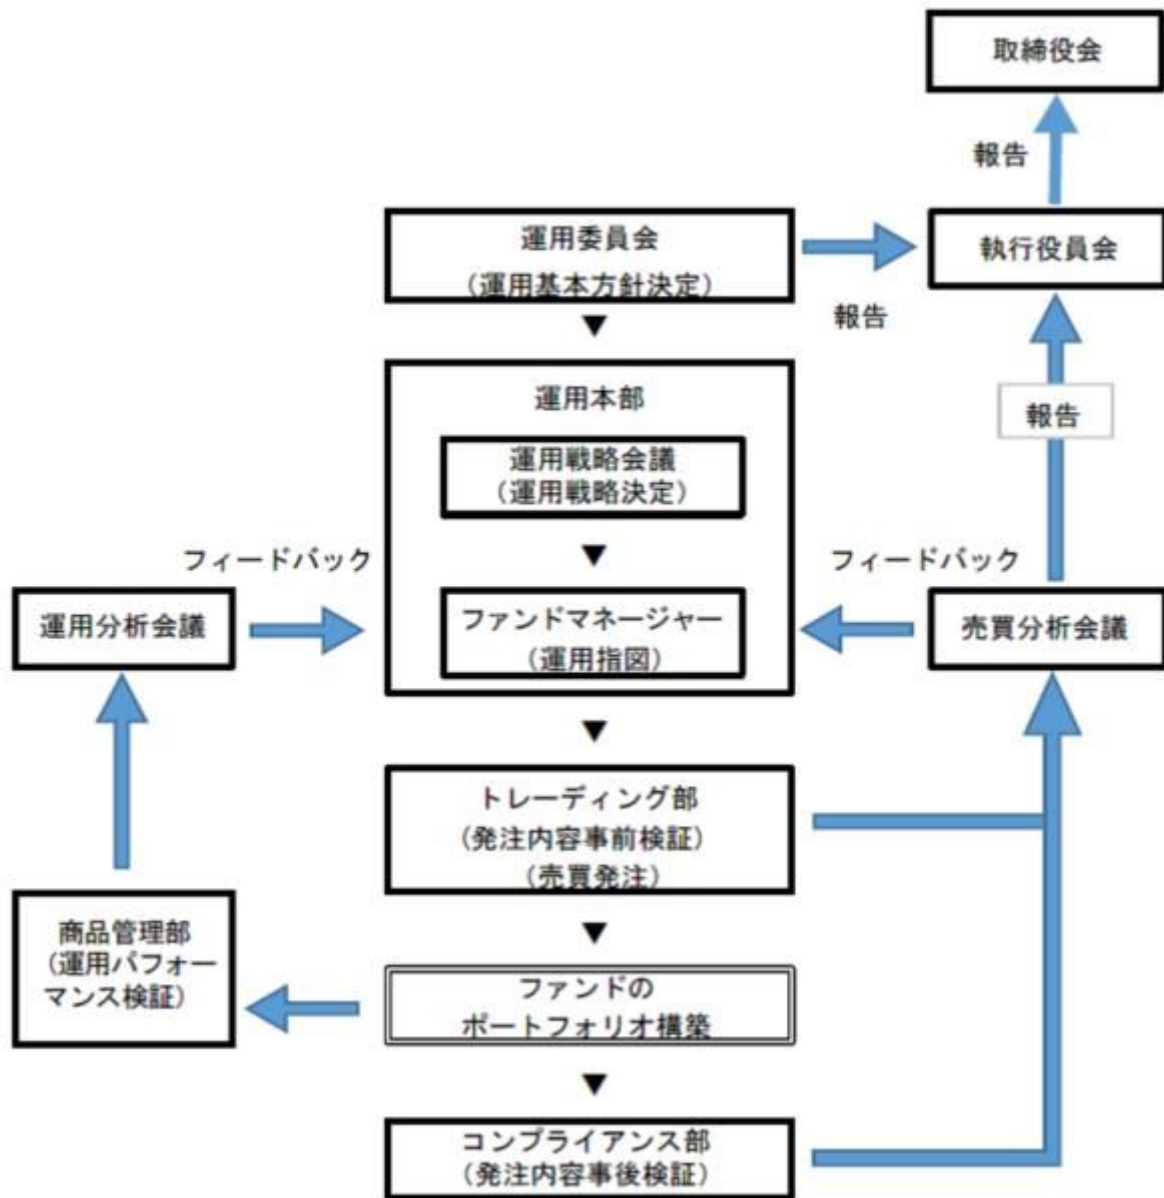 取締役会
報告
運用委員会
（運用基本方針決定）
執行役員会
報告
▼
運用本部
報告
運用戦略会議
（運用戦略決定）
▼
フィードバック
フィードバック
運用分析会議
ファンドマネージャー
（運用指図）
売買分析会議
▼
トレーディング部
（発注内容事前検証）
（売買発注）
商品管理部
（運用パフォー
マンス検証）
▼
ファンドの
ポートフォリオ構築
▼
コンプライアンス部
（発注内容事後検証）